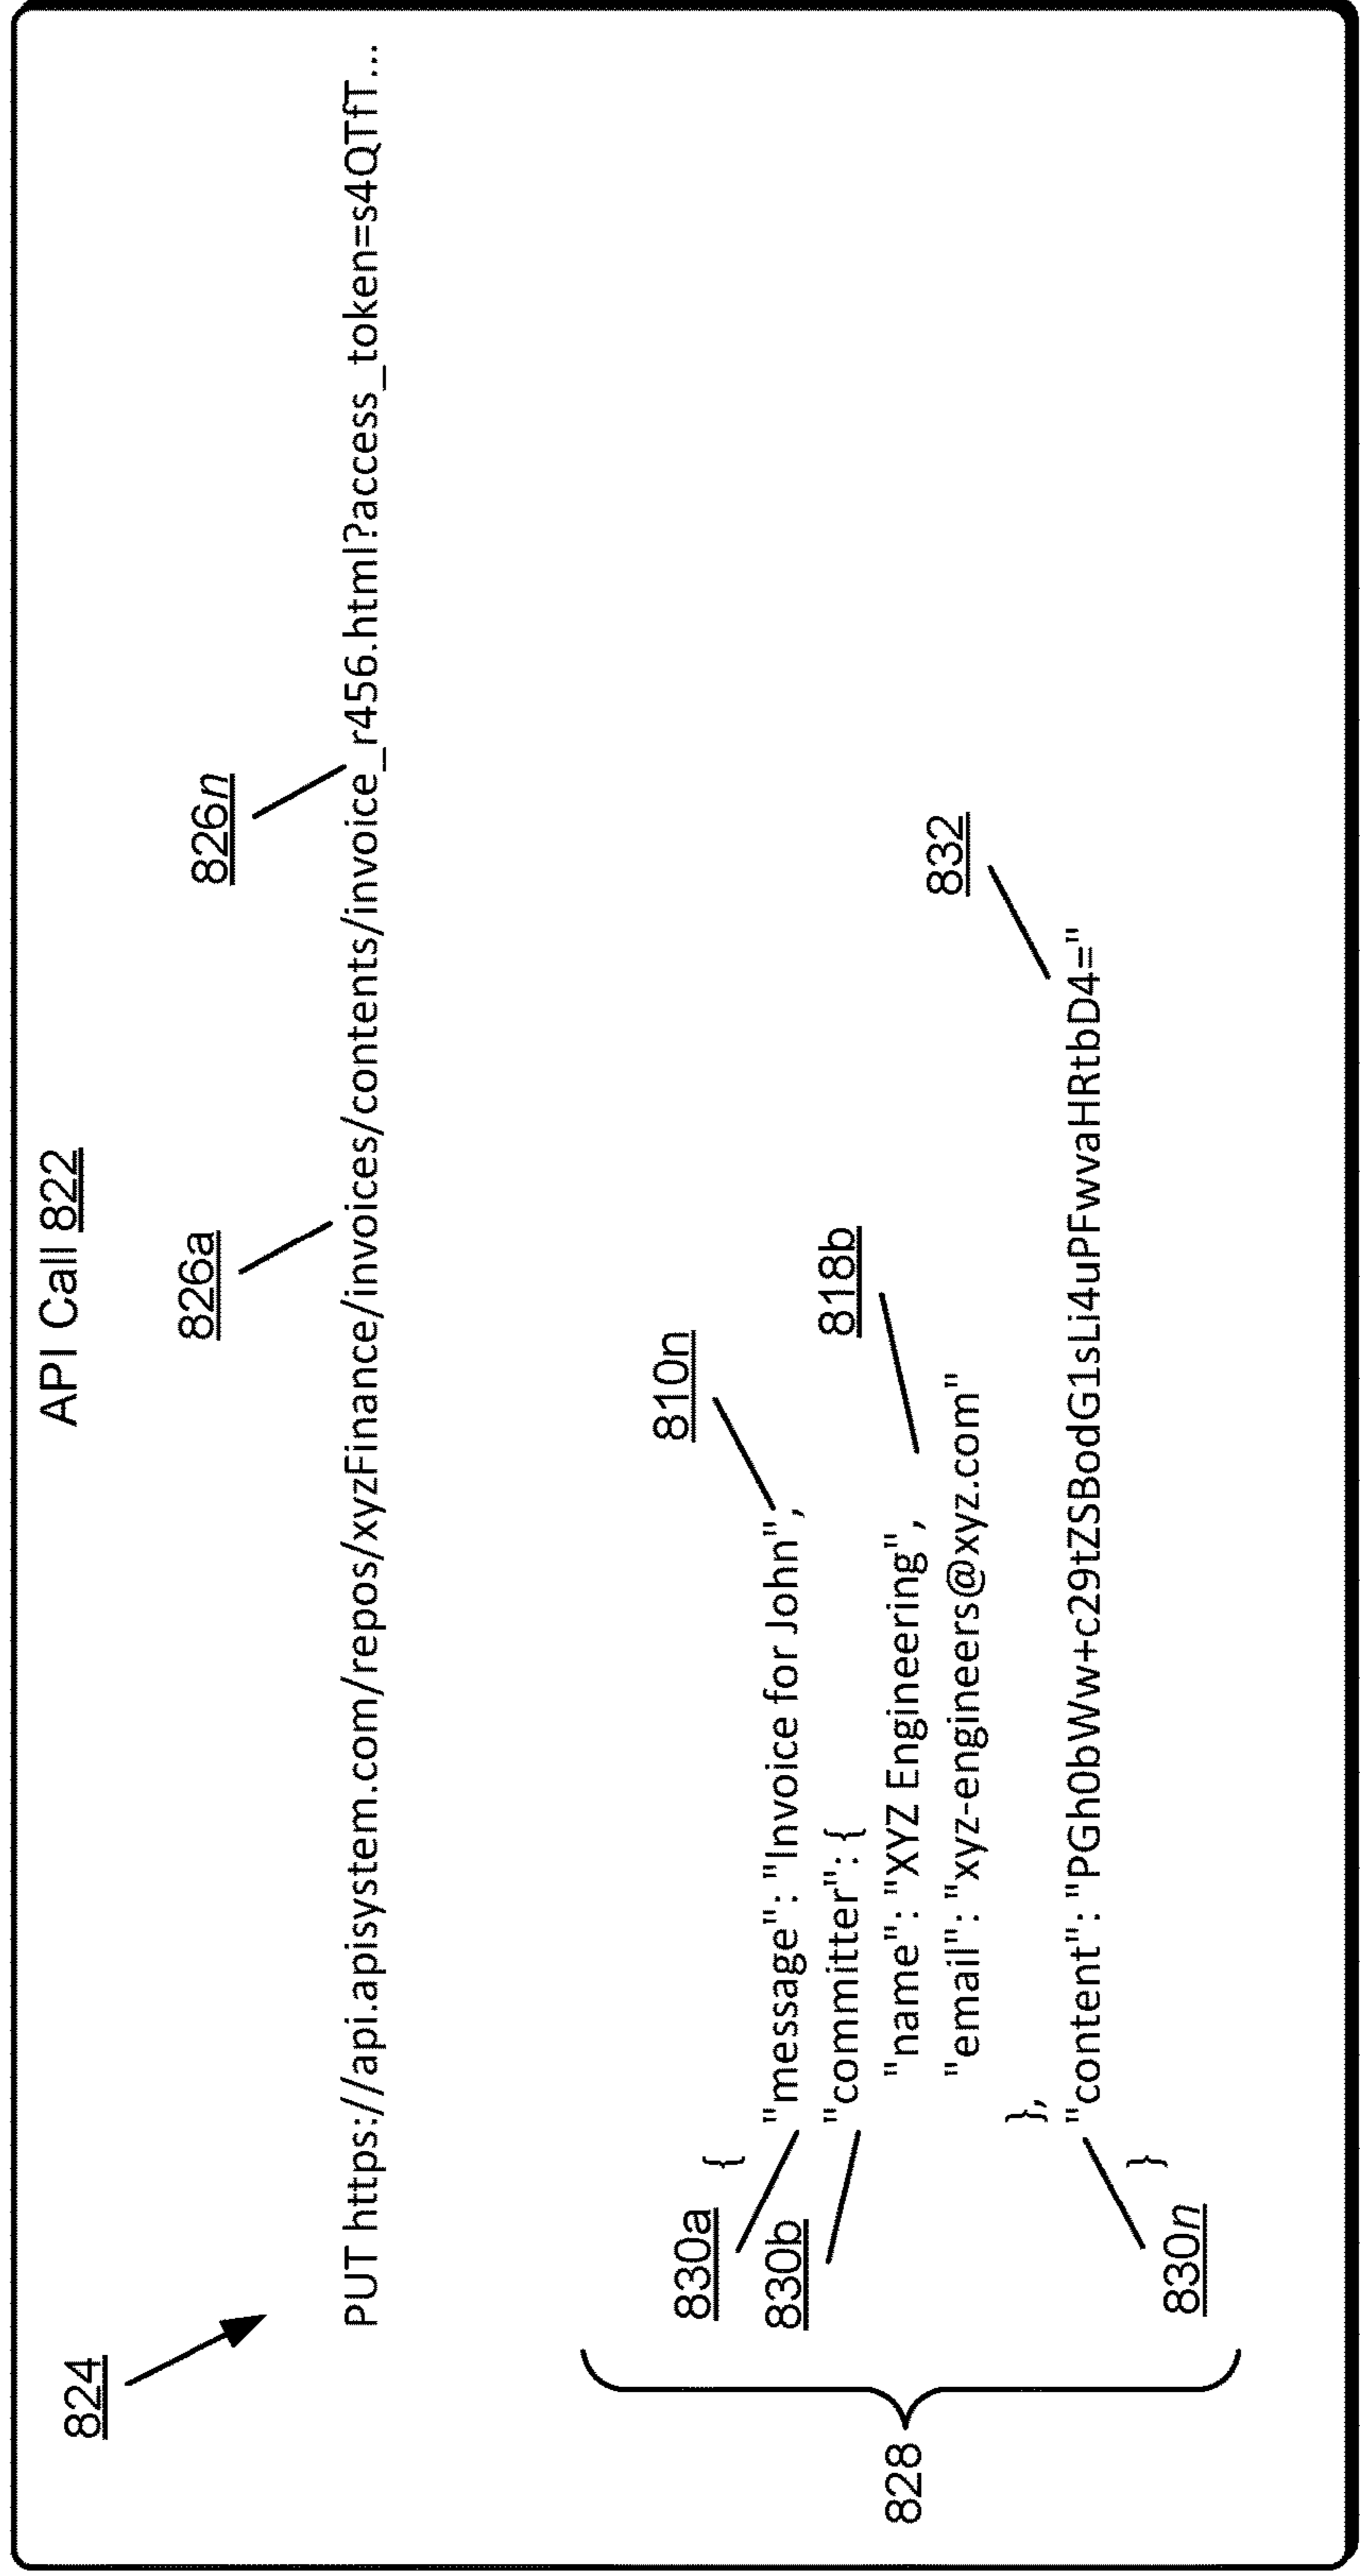 API Call 822
824
826a
826n
PUT https://api.apisystem.com/repos/xyzFinance/invoices/contents/invoice_r456.html?access_token=s4QTfT...
828
830a
{
810n
"message": "Invoice for John",
830b
"committer": {
818b
"name": "XYZ Engineering",
"email": "xyz-engineers@xyz.com"
},
832
"content": "PGh0bWw+c29tZSBodG1sLi4uPFwvaHRtbD4="
830n
}